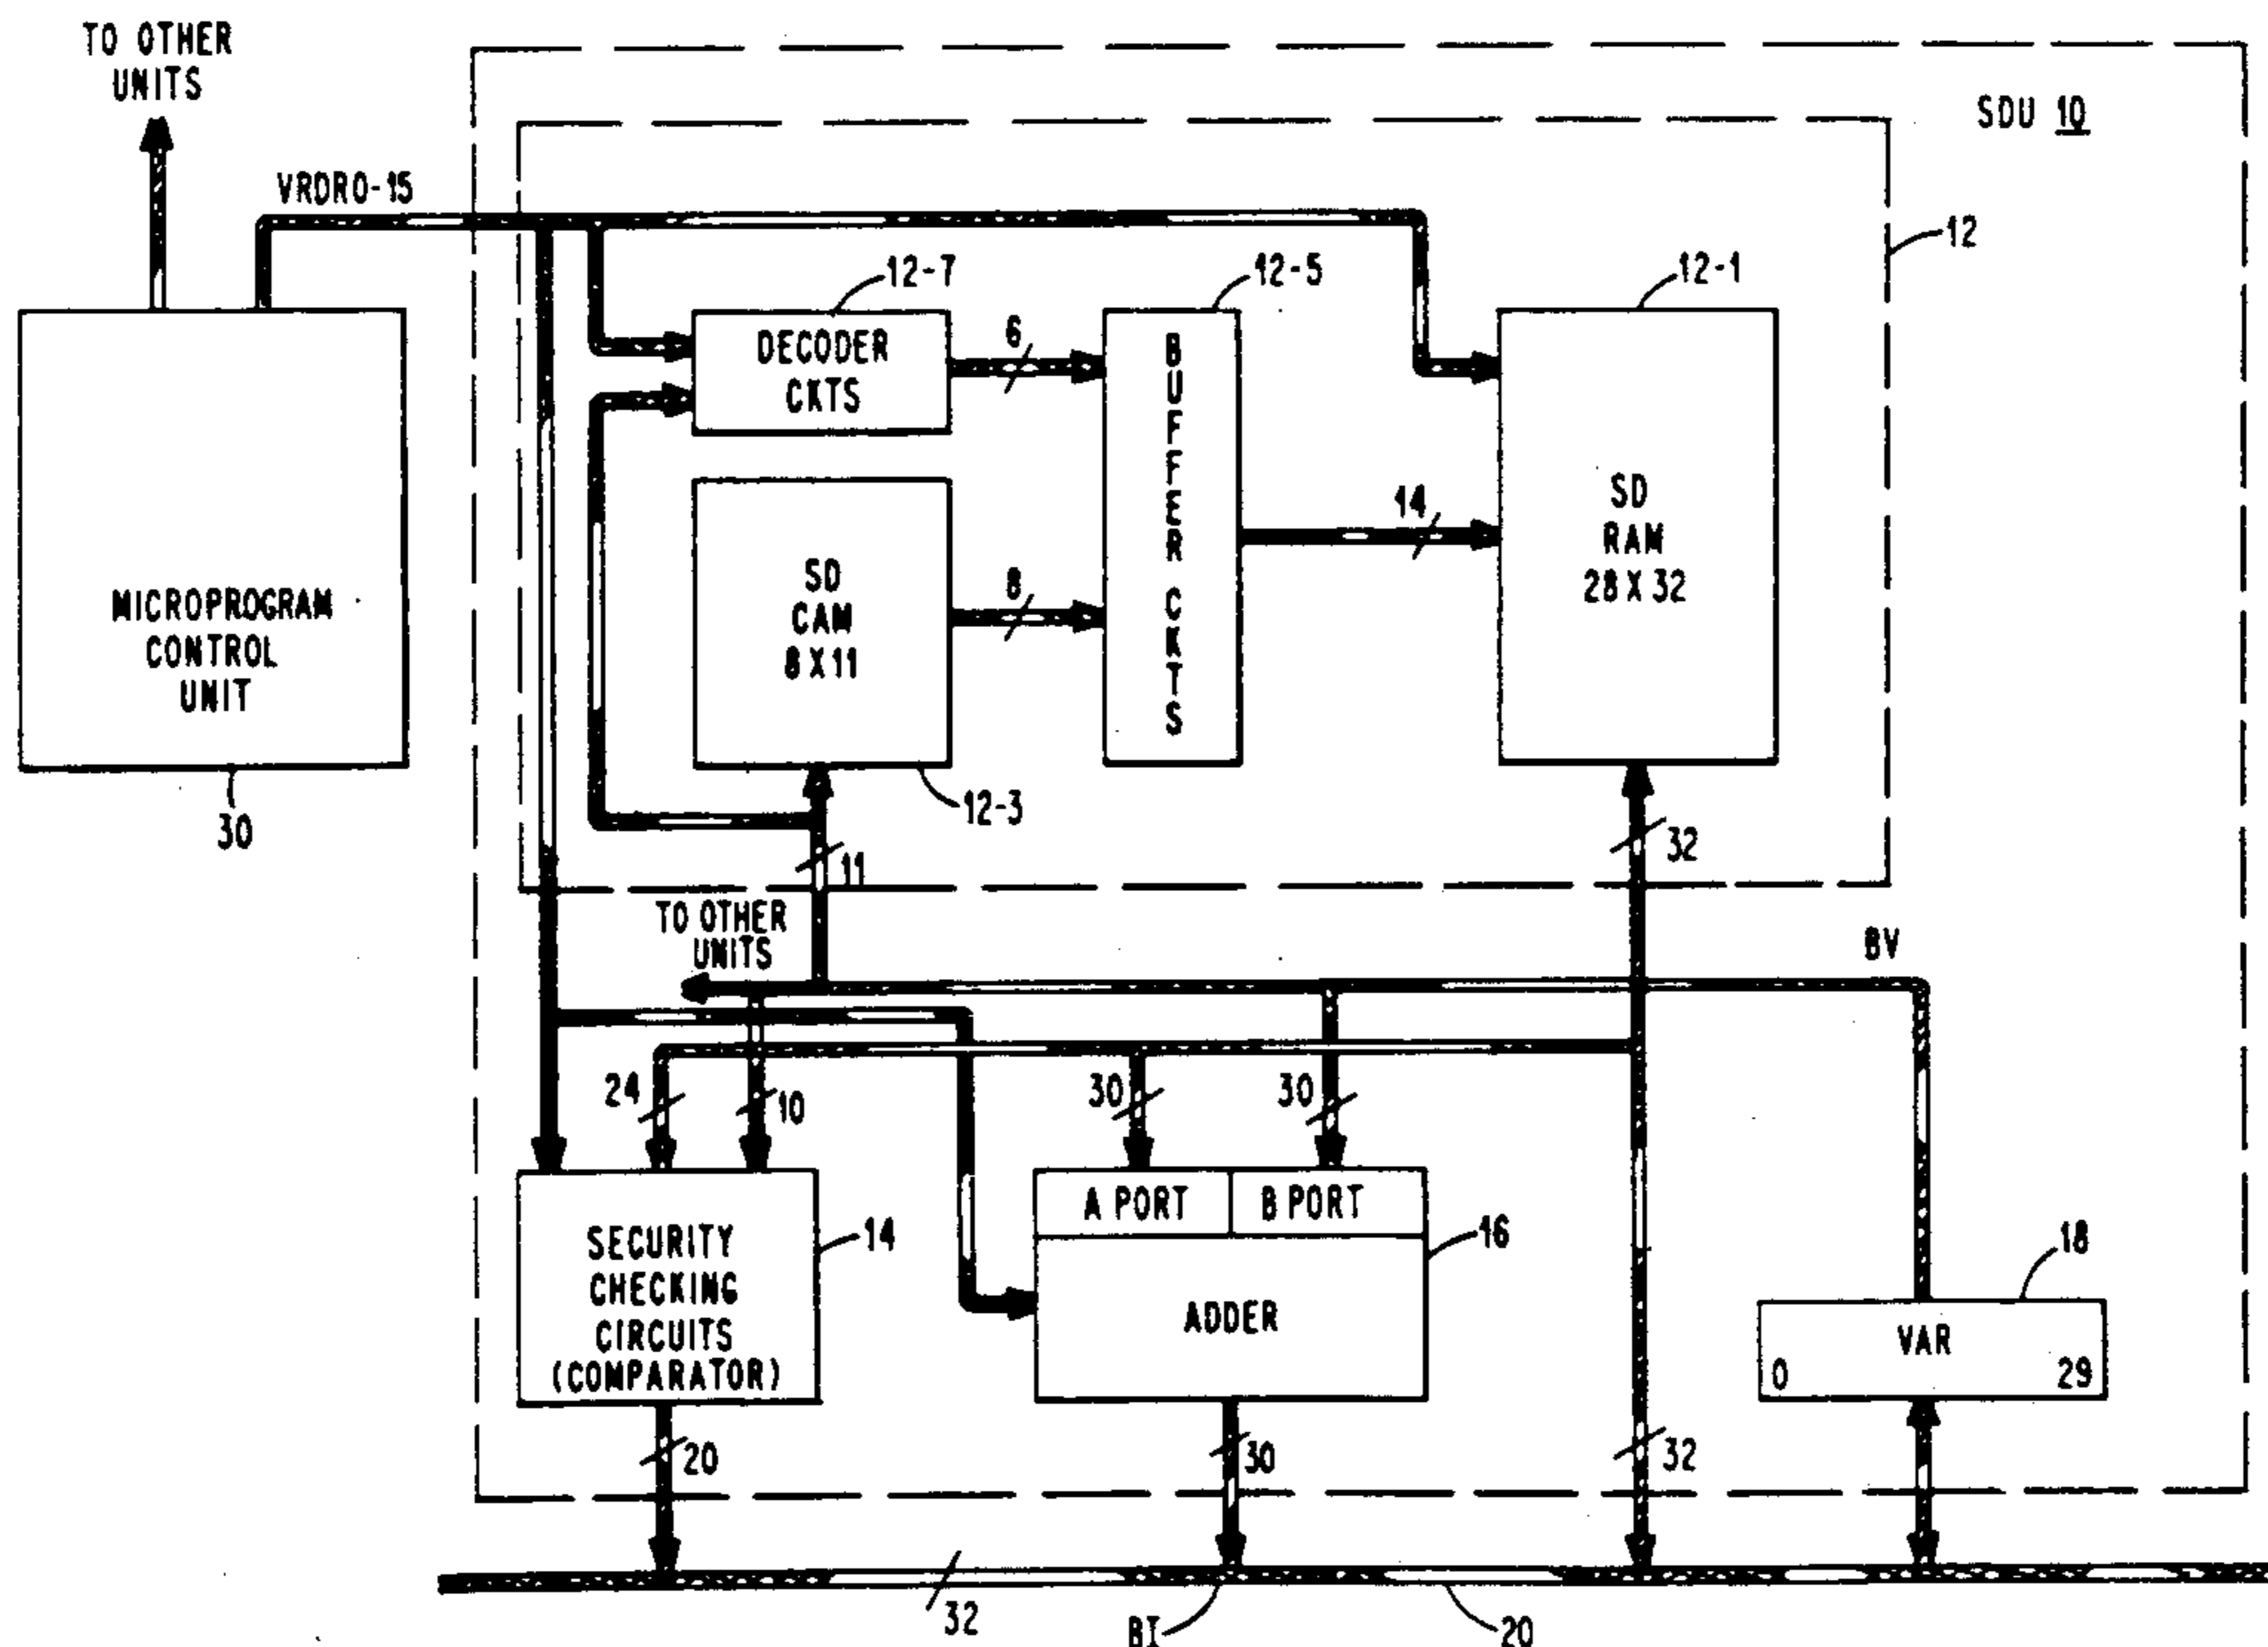 TO OTHER
UNITS
SDU 10
VRDR0-15
12
12-7
12-5
12-1
DECODER
CKTS
6
BUFFER CKTS
14
SD
RAM
28 X 32
SD
CAM
8 X 11
8
MICROPROGRAM
CONTROL
UNIT
30
12-3
11
32
TO OTHER
UNITS
BV
24
10
30
30
A PORT
B PORT
SECURITY
CHECKING
CIRCUITS
(COMPARATOR)
14
ADDER
16
18
VAR
0
29
20
30
32
32
BI
20